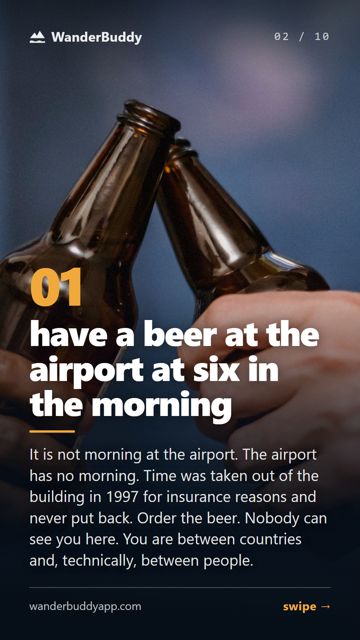 WanderBuddy
02 / 10
01
have a beer at the
airport at six in
the morning
It is not morning at the airport. The airport
has no morning. Time was taken out of the
building in 1997 for insurance reasons and
never put back. Order the beer. Nobody can
see you here. You are between countries
and, technically, between people.
wanderbuddyapp.com
swipe →